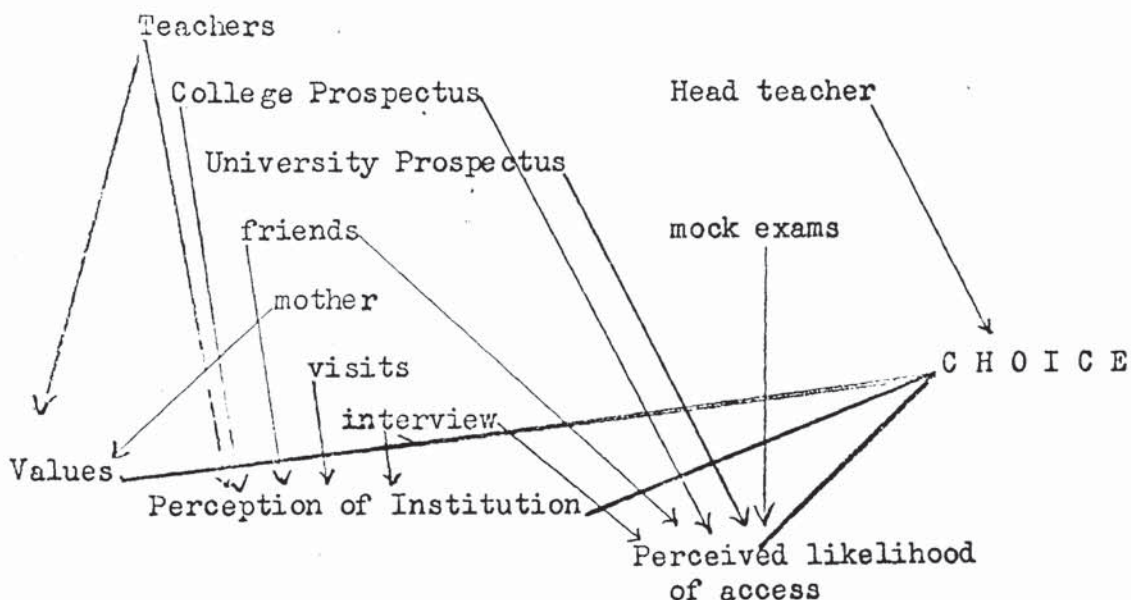 Teachers
College Prospectus
Head teacher
University Prospectus
friends
mock exams
mother
visits
C H O I C E
interview
Values
Perception of Institution
Perceived likelihood
of access